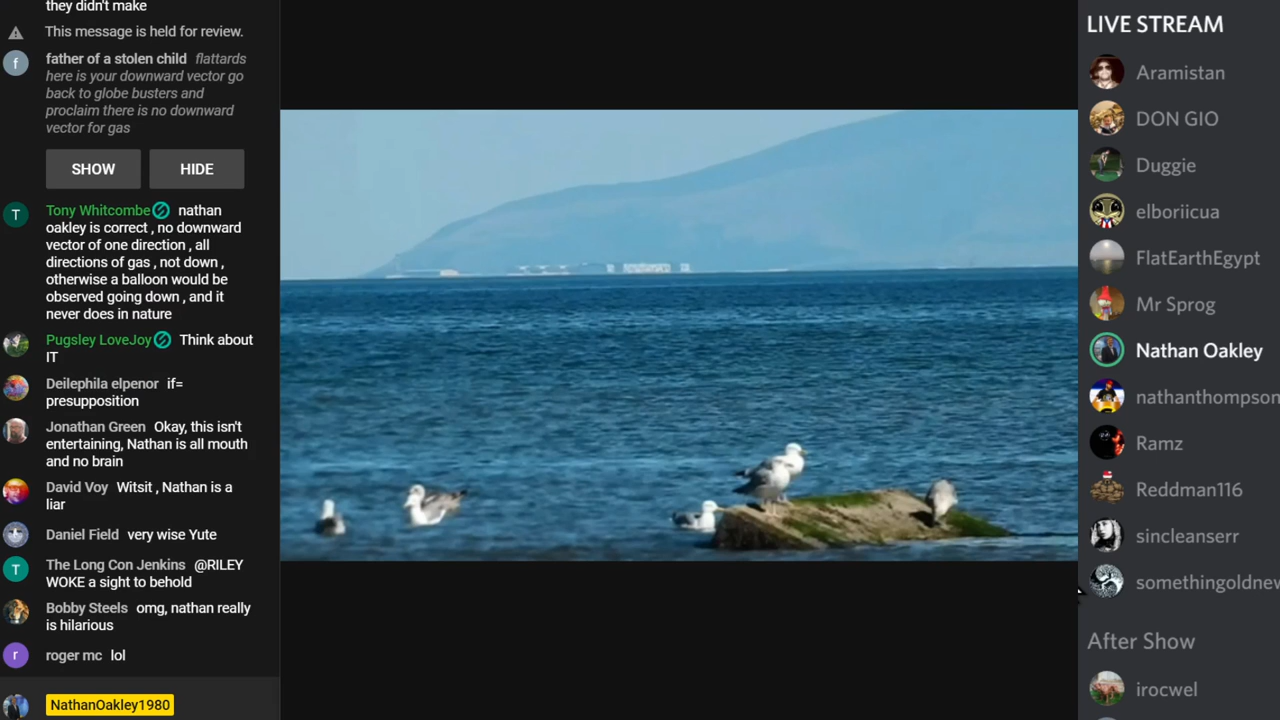 they didn't make
This message is held for review.
father of a stolen child flattards
here is your downward vector go
back to globe busters and
proclaim there is no downward
vector for gas
SHOW
HIDE
T
Tony Whitcombe nathan
oakley is correct , no downward
vector of one direction , all
directions of gas , not down ,
otherwise a balloon would be
observed going down , and it
never does in nature
Pugsley LoveJoy Think about
IT
Deilephila elpenor if=
presupposition
Jonathan Green Okay, this isn't
entertaining, Nathan is all mouth
and no brain
David Voy Witsit , Nathan is a
liar
Daniel Field very wise Yute
T
The Long Con Jenkins @RILEY
WOKE a sight to behold
Bobby Steels omg, nathan really
is hilarious
r
roger mc lol
NathanOakley1980
LIVE STREAM
Aramistan
DON GIO
Duggie
elboriicua
FlatEarthEgypt
Mr Sprog
Nathan Oakley
nathanthompson
Ramz
Reddman116
sincleanserr
somethingoldnew
After Show
irocwel